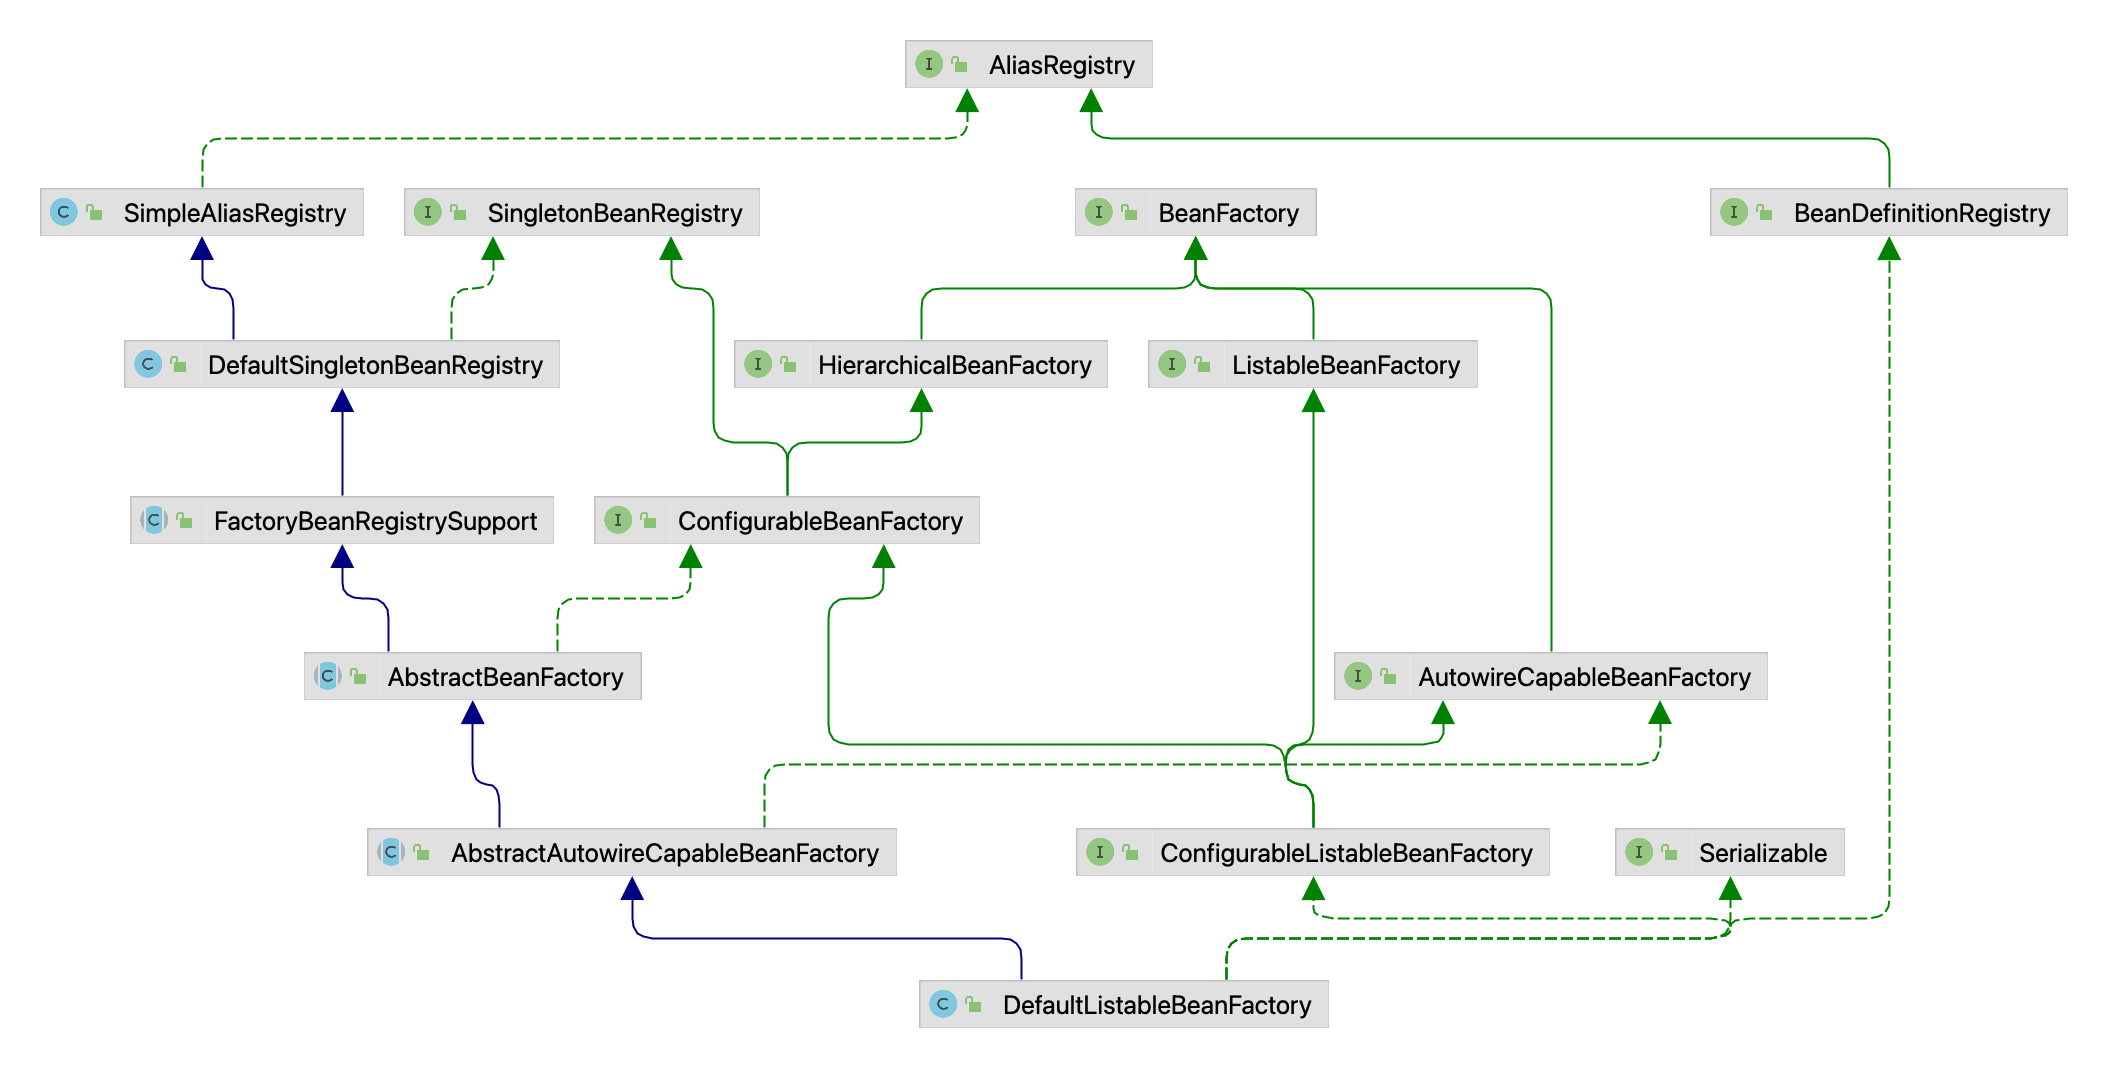 I AliasRegistry
C SimpleAliasRegistry
I SingletonBeanRegistry
I BeanFactory
I BeanDefinitionRegistry
C DefaultSingletonBeanRegistry
I HierarchicalBeanFactory
I ListableBeanFactory
C FactoryBeanRegistrySupport
I ConfigurableBeanFactory
C AbstractBeanFactory
I AutowireCapableBeanFactory
C AbstractAutowireCapableBeanFactory
I ConfigurableListableBeanFactory
I Serializable
C DefaultListableBeanFactory